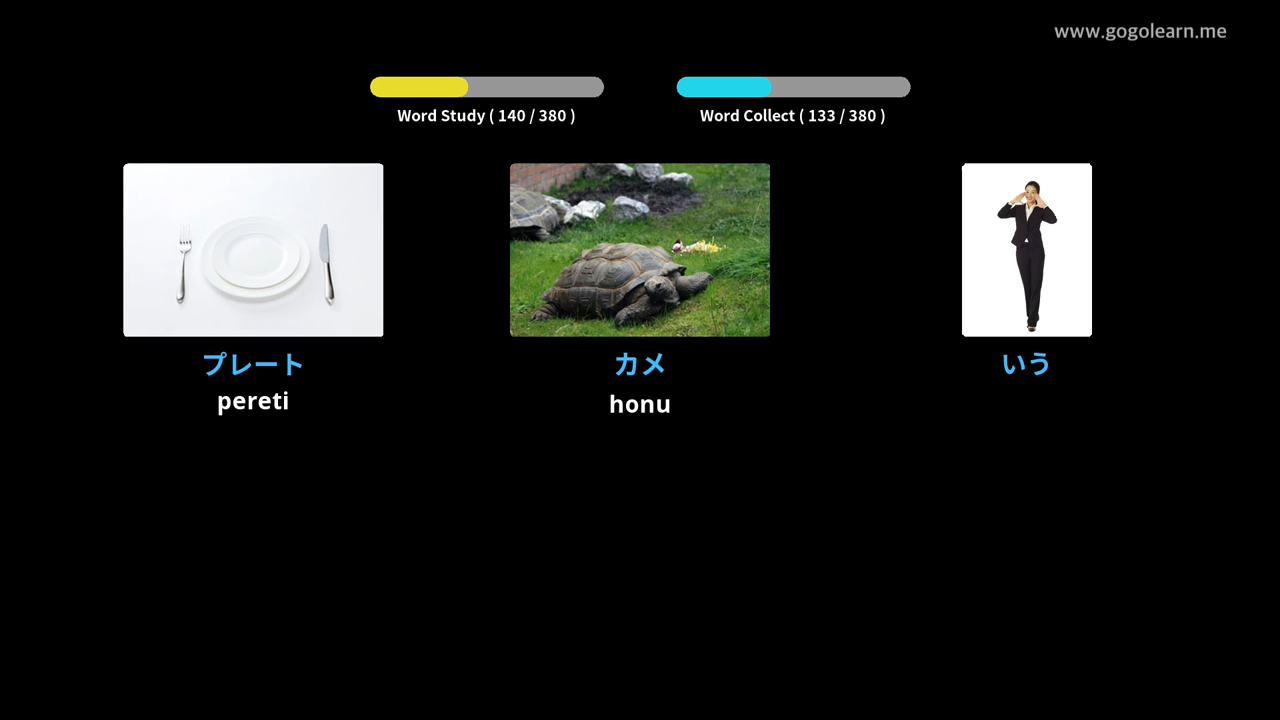 www.gogolearn.me
Word Study ( 140 / 380 )
Word Collect ( 133 / 380 )
プレート
pereti
カメ
honu
いう